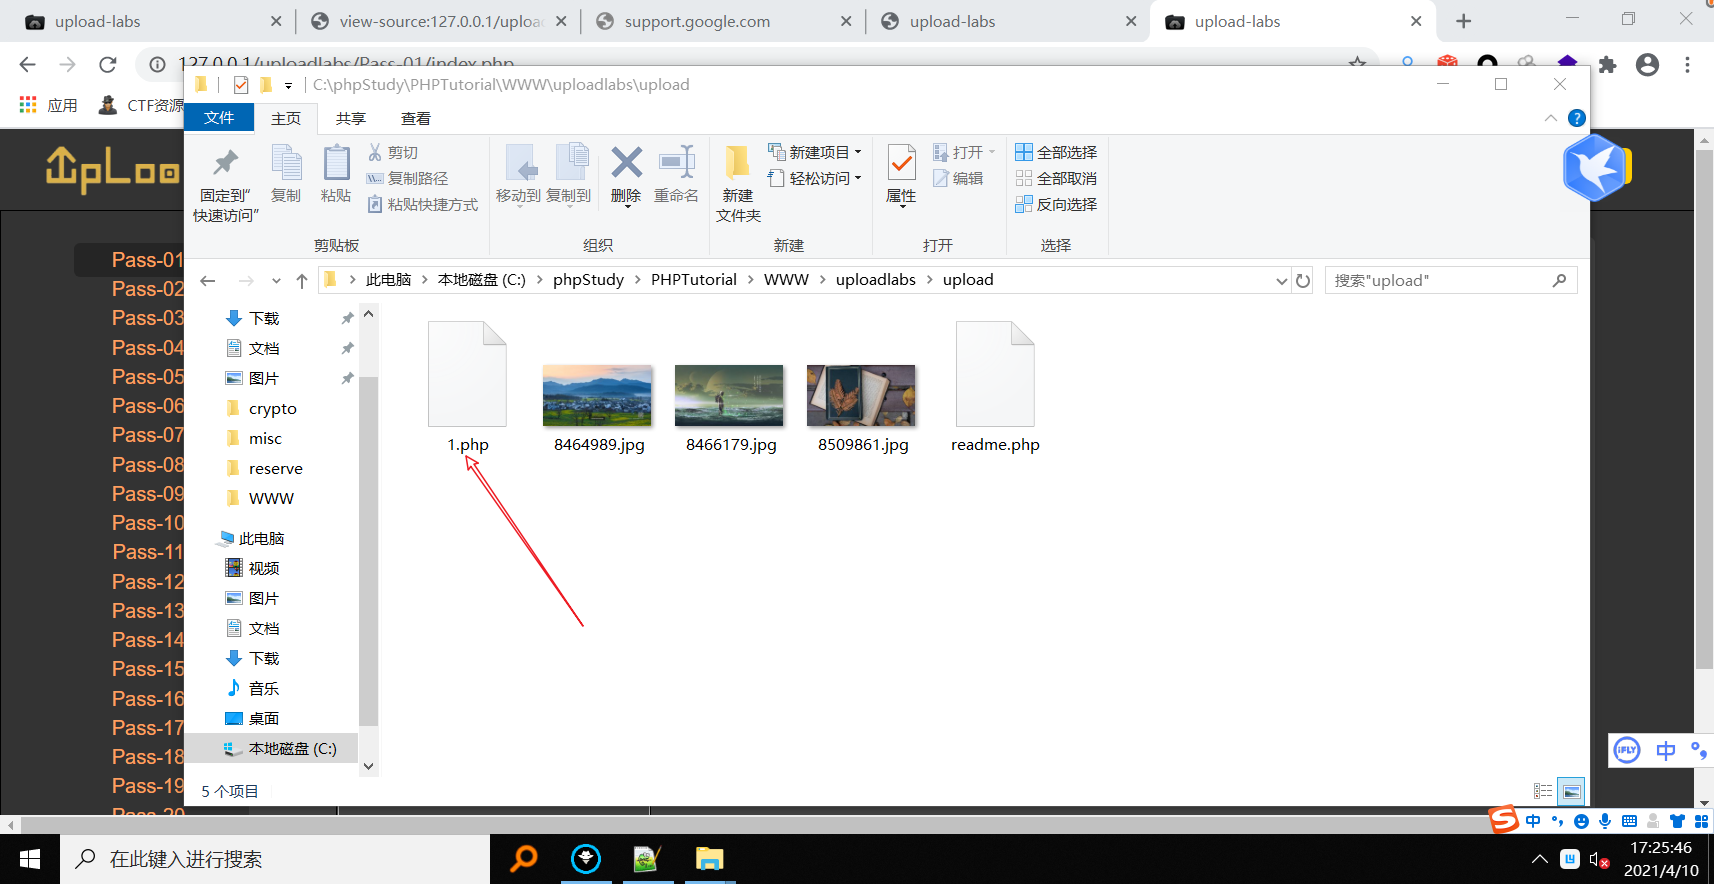 upload-labs
view-source:127.0.0.1/upload
support.google.com
upload-labs
upload-labs
127.0.0.1/uploadlabs/Pass-01/index.php
C:\phpStudy\PHPTutorial\WWW\uploadlabs\upload
应用
CTF资源
文件
主页
共享
查看
UpLoa
固定到"快速访问"
复制
粘贴
剪切
复制路径
粘贴快捷方式
剪贴板
移动到
复制到
删除
重命名
组织
新建文件夹
新建项目
轻松访问
新建
属性
打开
编辑
打开
全部选择
全部取消
反向选择
选择
此电脑
本地磁盘 (C:)
phpStudy
PHPTutorial
WWW
uploadlabs
upload
搜索"upload"
Pass-01
Pass-02
Pass-03
Pass-04
Pass-05
Pass-06
Pass-07
Pass-08
Pass-09
Pass-10
Pass-11
Pass-12
Pass-13
Pass-14
Pass-15
Pass-16
Pass-17
Pass-18
Pass-19
Pass-20
下载
文档
图片
crypto
misc
reserve
WWW
此电脑
视频
图片
文档
下载
音乐
桌面
本地磁盘 (C:)
1.php
8464989.jpg
8466179.jpg
8509861.jpg
readme.php
5 个项目
iFLY
中
S
中
在此键入进行搜索
17:25:46
2021/4/10